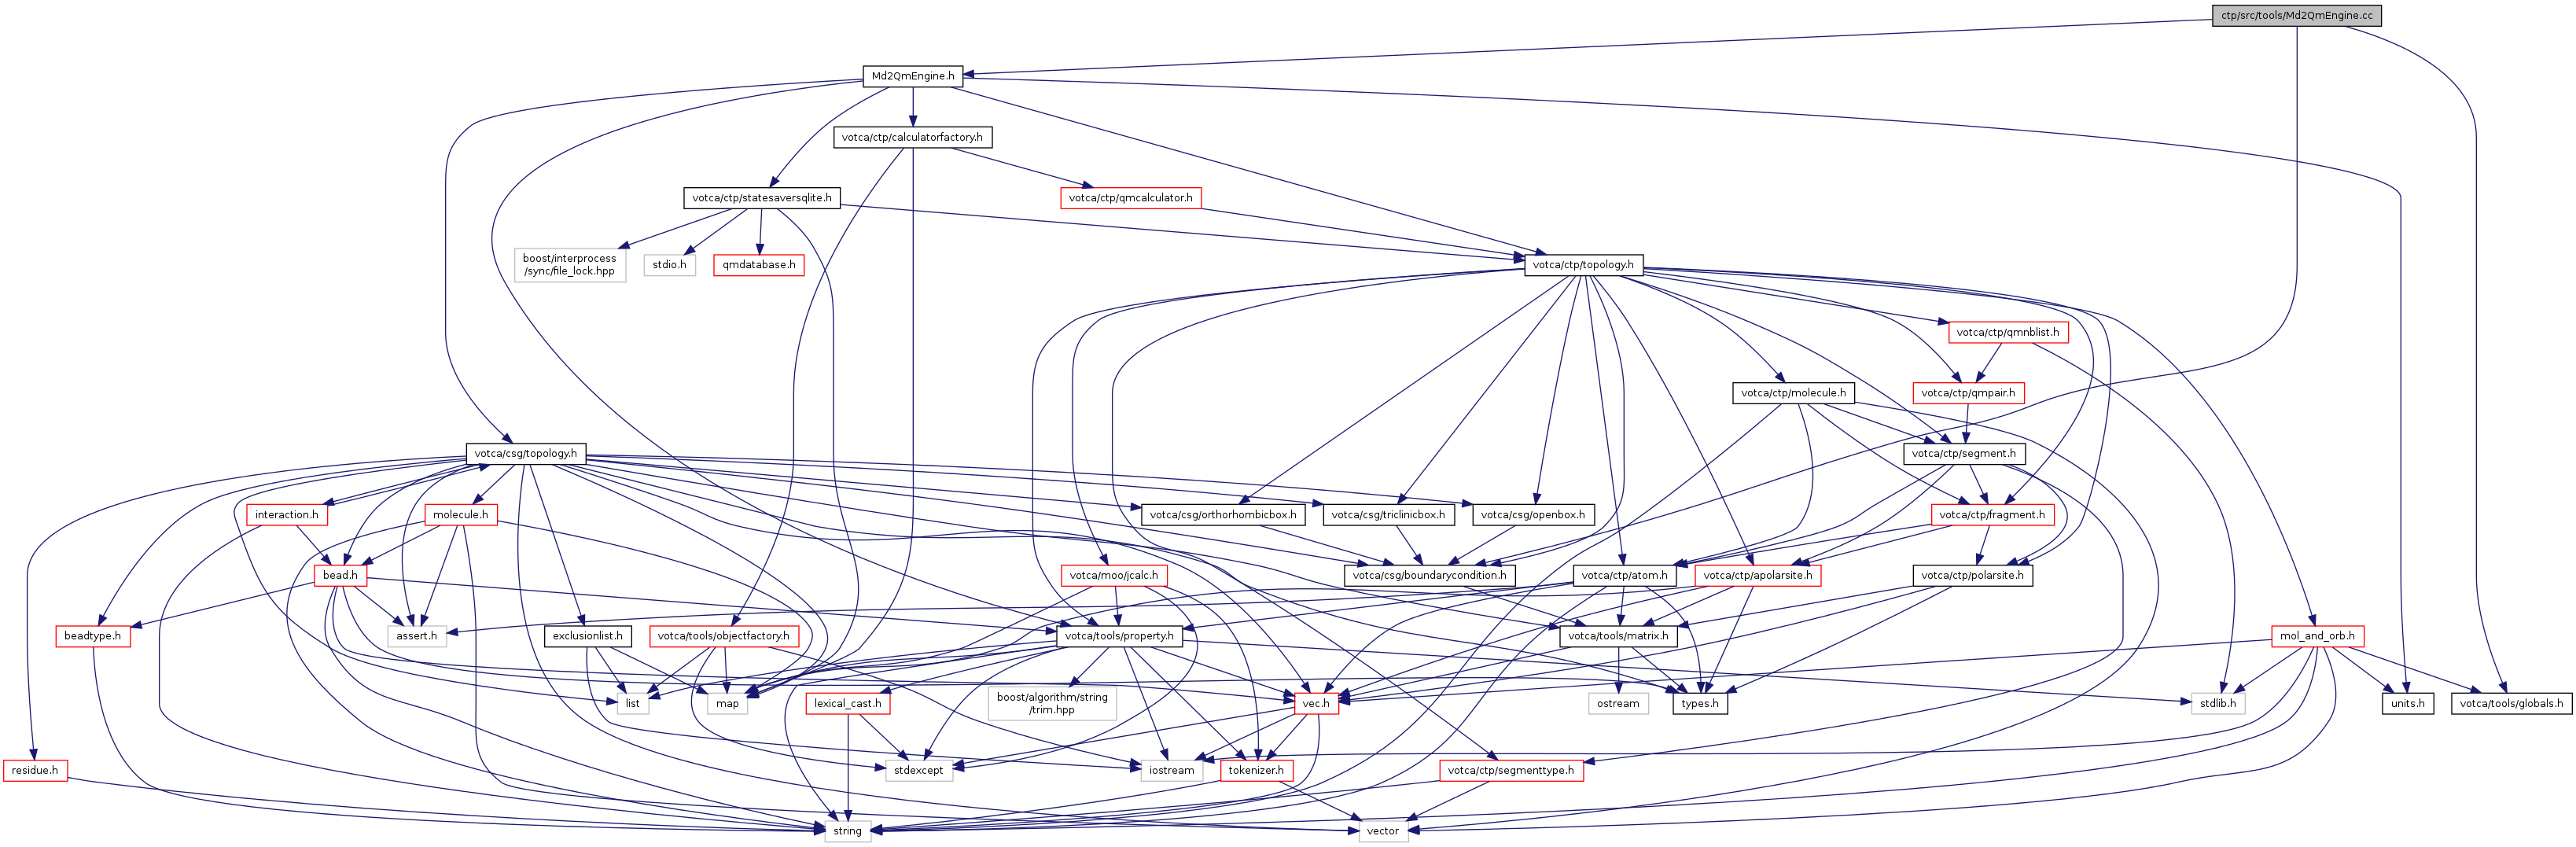 ctp/src/tools/Md2QmEngine.cc
Md2QmEngine.h
votca/ctp/calculatorfactory.h
votca/ctp/statesaversqlite.h
votca/ctp/qmcalculator.h
boost/interprocess
/sync/file_lock.hpp
stdio.h
qmdatabase.h
votca/ctp/topology.h
votca/ctp/qmnblist.h
votca/ctp/molecule.h
votca/ctp/qmpair.h
votca/csg/topology.h
votca/ctp/segment.h
interaction.h
molecule.h
votca/csg/orthorhombicbox.h
votca/csg/triclinicbox.h
votca/csg/openbox.h
votca/ctp/fragment.h
bead.h
votca/moo/jcalc.h
votca/csg/boundarycondition.h
votca/ctp/atom.h
votca/ctp/apolarsite.h
votca/ctp/polarsite.h
beadtype.h
assert.h
exclusionlist.h
votca/tools/objectfactory.h
votca/tools/property.h
votca/tools/matrix.h
mol_and_orb.h
list
map
lexical_cast.h
boost/algorithm/string
/trim.hpp
vec.h
ostream
types.h
stdlib.h
units.h
votca/tools/globals.h
residue.h
stdexcept
iostream
tokenizer.h
votca/ctp/segmenttype.h
string
vector